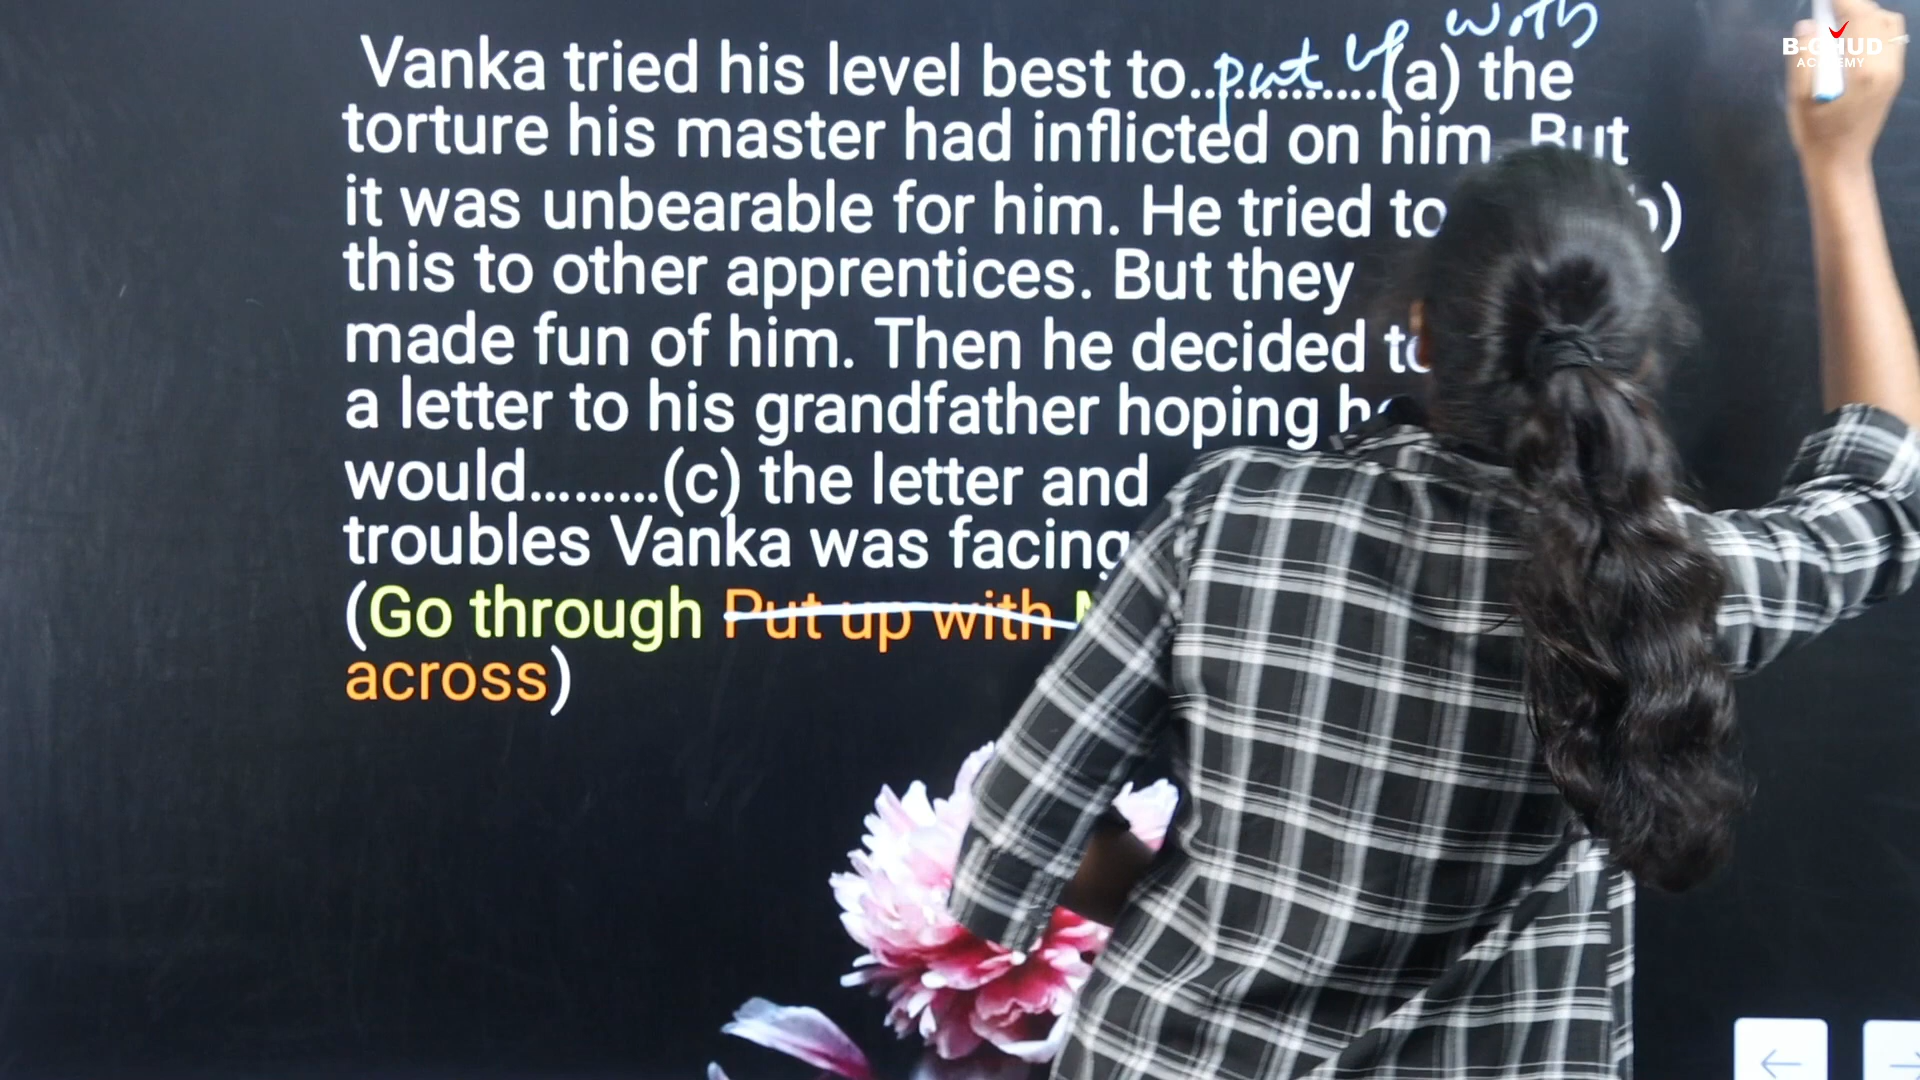 put up with
Vanka tried his level best to..............(a) the
torture his master had inflicted on him. But
it was unbearable for him. He tried to b)
this to other apprentices. But they
made fun of him. Then he decided
a letter to his grandfather hoping
would.........(c) the letter and
troubles Vanka was facing
(Go through Put up with
across)
B-GHUD
ACADEMY